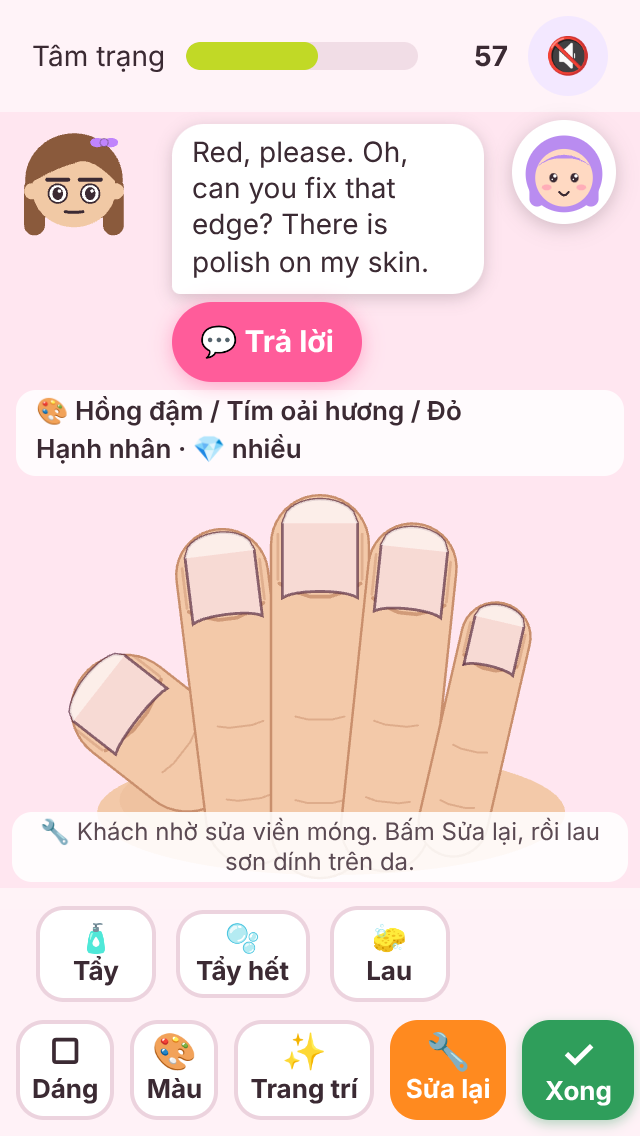 Tâm trạng 57
Red, please. Oh,
can you fix that
edge? There is
polish on my skin.
💬 Trả lời
🎨 Hồng đậm / Tím oải hương / Đỏ
Hạnh nhân · 💎 nhiều
🔧 Khách nhờ sửa viền móng. Bấm Sửa lại, rồi lau
sơn dính trên da.
Tẩy
Tẩy hết
Lau
Dáng
Màu
Trang trí
Sửa lại
Xong